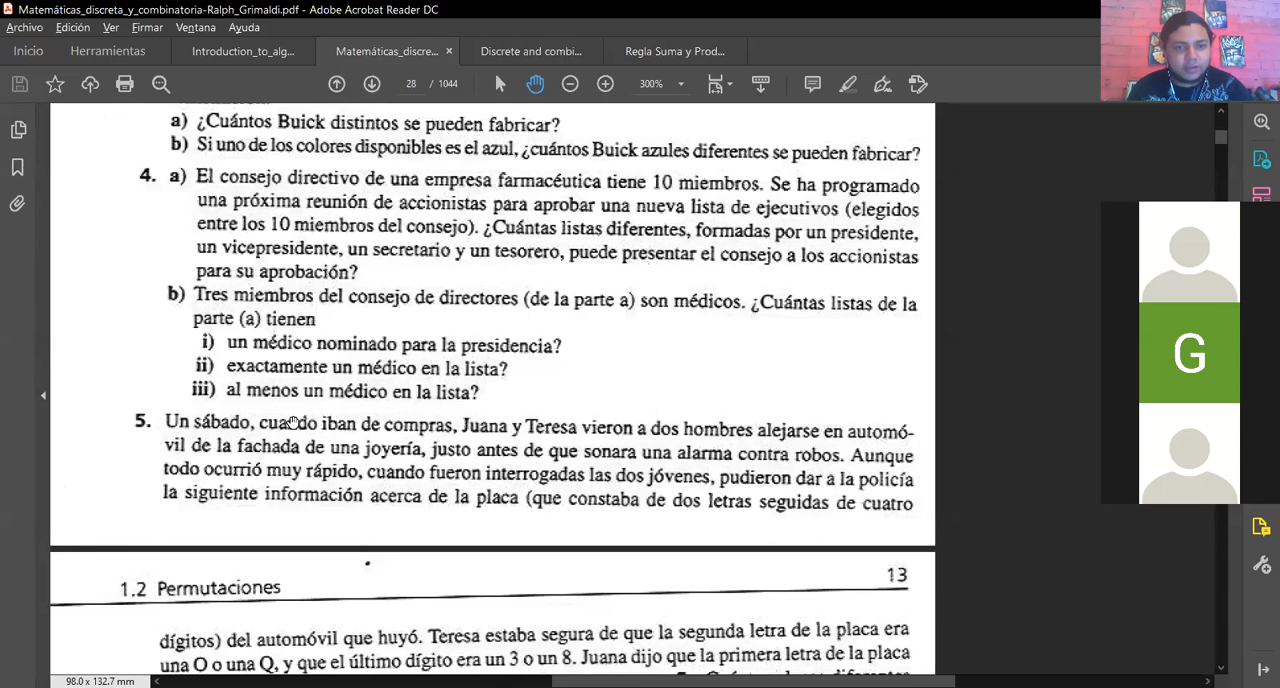 Matemáticas_discreta_y_combinatoria-Ralph_Grimaldi.pdf - Adobe Acrobat Reader DC
Archivo Edición Ver Firmar Ventana Ayuda
Inicio Herramientas Introduction_to_alg... Matemáticas_discre... × Discrete and combi... Regla Suma y Prod...
28 / 1044 300%
a) ¿Cuántos Buick distintos se pueden fabricar?
b) Si uno de los colores disponibles es el azul, ¿cuántos Buick azules diferentes se pueden fabricar?
4. a) El consejo directivo de una empresa farmacéutica tiene 10 miembros. Se ha programado
una próxima reunión de accionistas para aprobar una nueva lista de ejecutivos (elegidos
entre los 10 miembros del consejo). ¿Cuántas listas diferentes, formadas por un presidente,
un vicepresidente, un secretario y un tesorero, puede presentar el consejo a los accionistas
para su aprobación?
b) Tres miembros del consejo de directores (de la parte a) son médicos. ¿Cuántas listas de la
parte (a) tienen
i) un médico nominado para la presidencia?
ii) exactamente un médico en la lista?
iii) al menos un médico en la lista?
5. Un sábado, cuando iban de compras, Juana y Teresa vieron a dos hombres alejarse en automó-
vil de la fachada de una joyería, justo antes de que sonara una alarma contra robos. Aunque
todo ocurrió muy rápido, cuando fueron interrogadas las dos jóvenes, pudieron dar a la policía
la siguiente información acerca de la placa (que constaba de dos letras seguidas de cuatro
1.2 Permutaciones 13
dígitos) del automóvil que huyó. Teresa estaba segura de que la segunda letra de la placa era
una O o una Q, y que el último dígito era un 3 o un 8. Juana dijo que la primera letra de la placa
98.0 x 132.7 mm
G